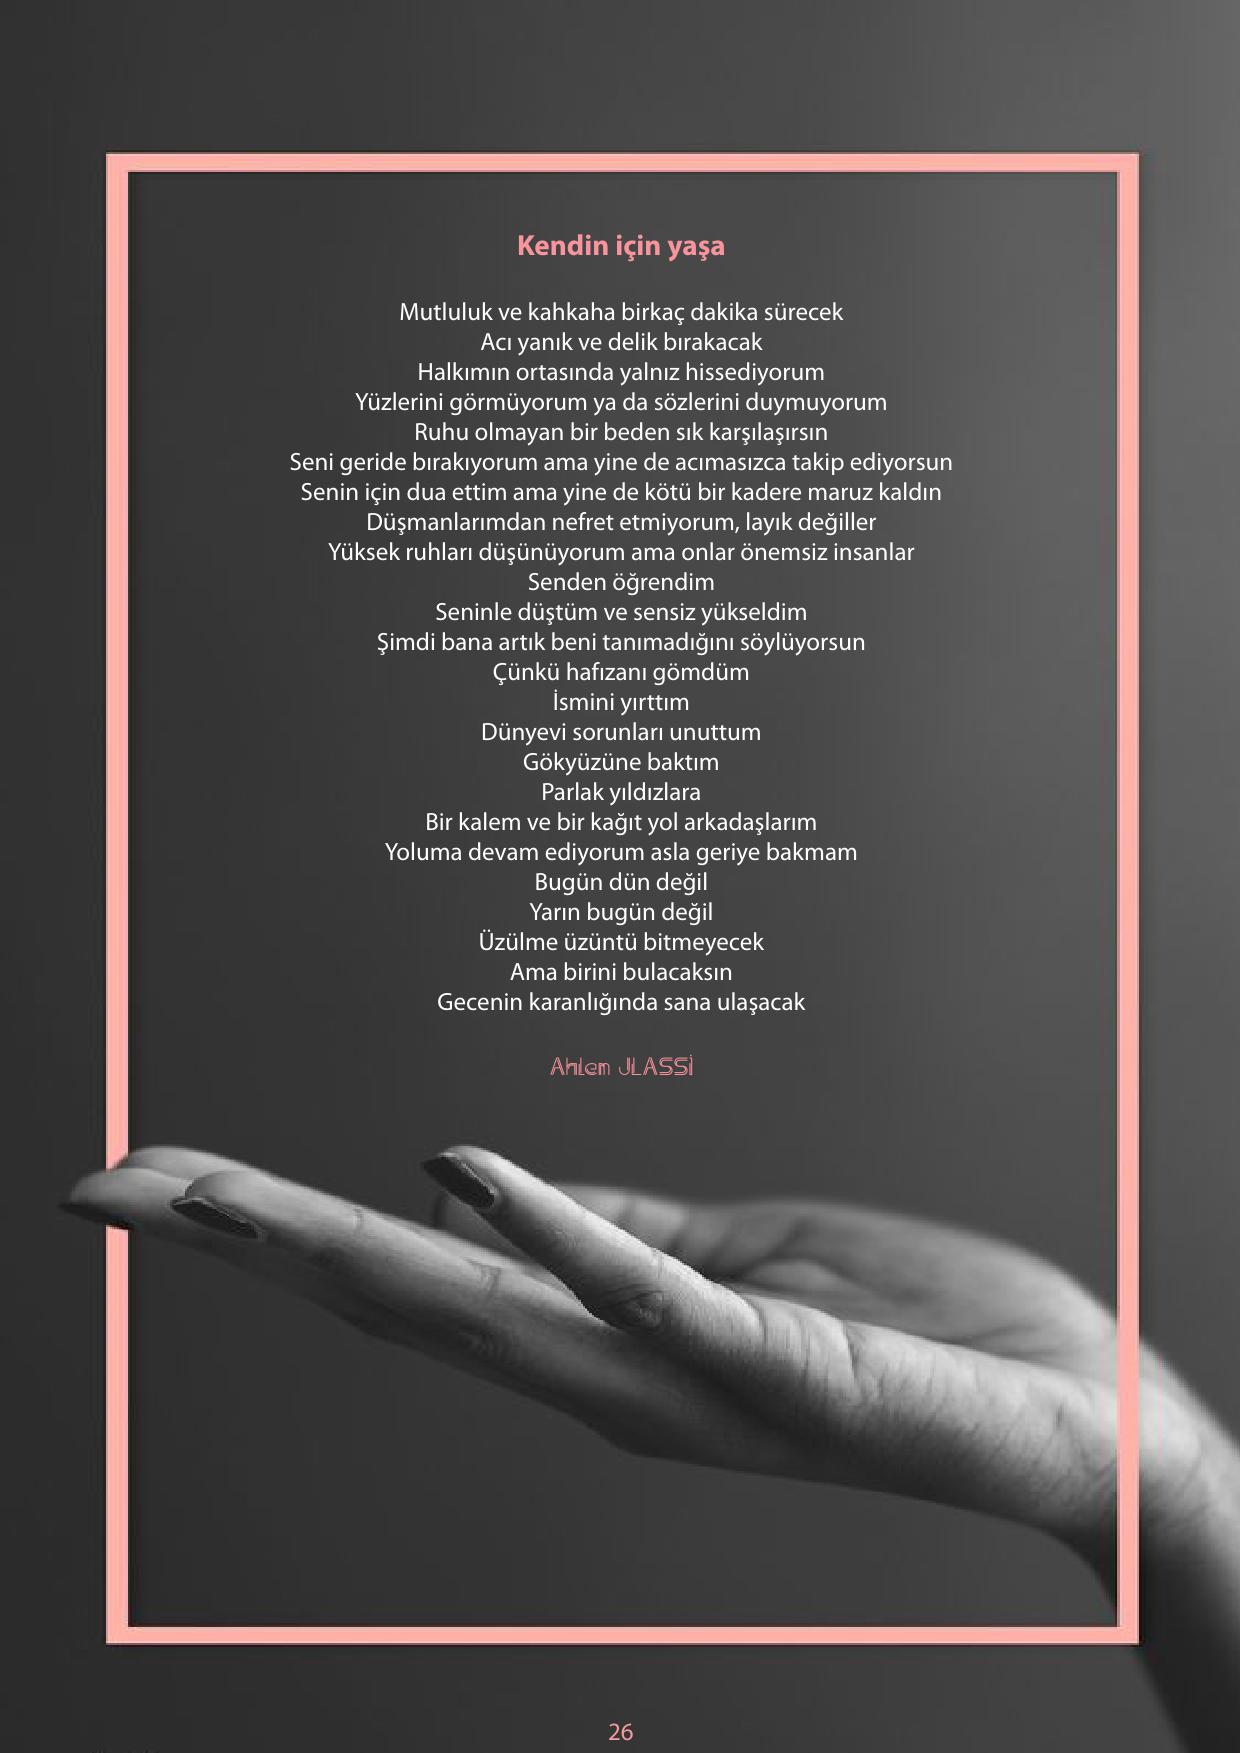 Kendin için yaşa
Mutluluk ve kahkaha birkaç dakika sürecek
Acı yanık ve delik bırakacak
Halkımın ortasında yalnız hissediyorum
Yüzlerini görmüyorum ya da sözlerini duymuyorum
Ruhu olmayan bir beden sık karşılaşırsın
Seni geride bırakıyorum ama yine de acımasızca takip ediyorsun
Senin için dua ettim ama yine de kötü bir kadere maruz kaldın
Düşmanlarımdan nefret etmiyorum, layık değiller
Yüksek ruhları düşünüyorum ama onlar önemsiz insanlar
Senden öğrendim
Seninle düştüm ve sensiz yükseldim
Şimdi bana artık beni tanımadığını söylüyorsun
Çünkü hafızanı gömdüm
İsmini yırttım
Dünyevi sorunları unuttum
Gökyüzüne baktım
Parlak yıldızlara
Bir kalem ve bir kağıt yol arkadaşlarım
Yoluma devam ediyorum asla geriye bakmam
Bugün dün değil
Yarın bugün değil
Üzülme üzüntü bitmeyecek
Ama birini bulacaksın
Gecenin karanlığında sana ulaşacak
Ahlem JLASSİ
26